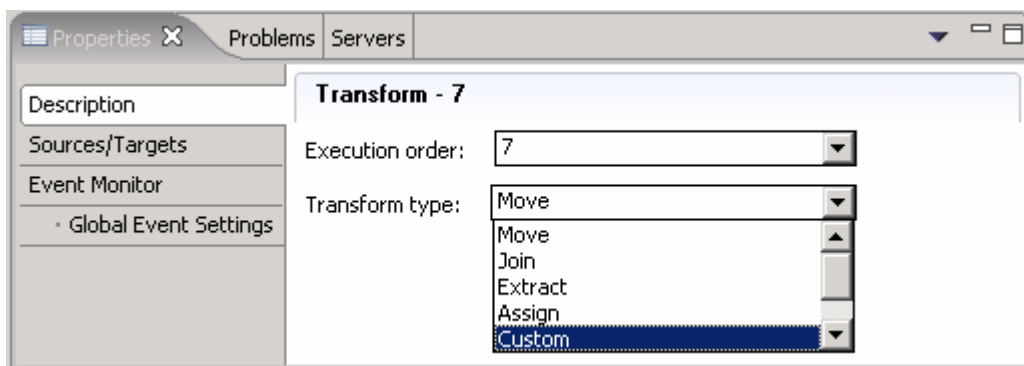 Properties Problems Servers
Description
Sources/Targets
Event Monitor
Global Event Settings
Transform - 7
Execution order: 7
Transform type: Move
Move
Join
Extract
Assign
Custom